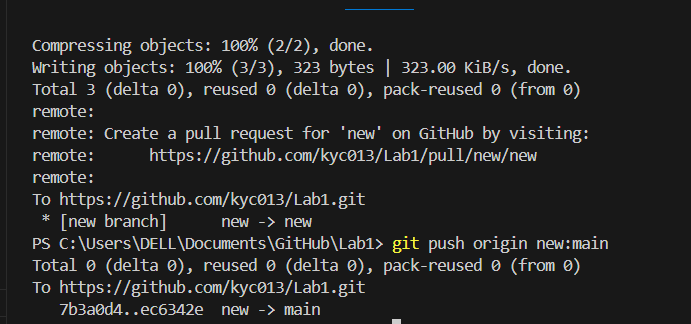 Compressing objects: 100% (2/2), done.
Writing objects: 100% (3/3), 323 bytes | 323.00 KiB/s, done.
Total 3 (delta 0), reused 0 (delta 0), pack-reused 0 (from 0)
remote:
remote: Create a pull request for 'new' on GitHub by visiting:
remote:      https://github.com/kyc013/Lab1/pull/new/new
remote:
To https://github.com/kyc013/Lab1.git
 * [new branch]      new -> new
PS C:\Users\DELL\Documents\GitHub\Lab1> git push origin new:main
Total 0 (delta 0), reused 0 (delta 0), pack-reused 0 (from 0)
To https://github.com/kyc013/Lab1.git
   7b3a0d4..ec6342e  new -> main